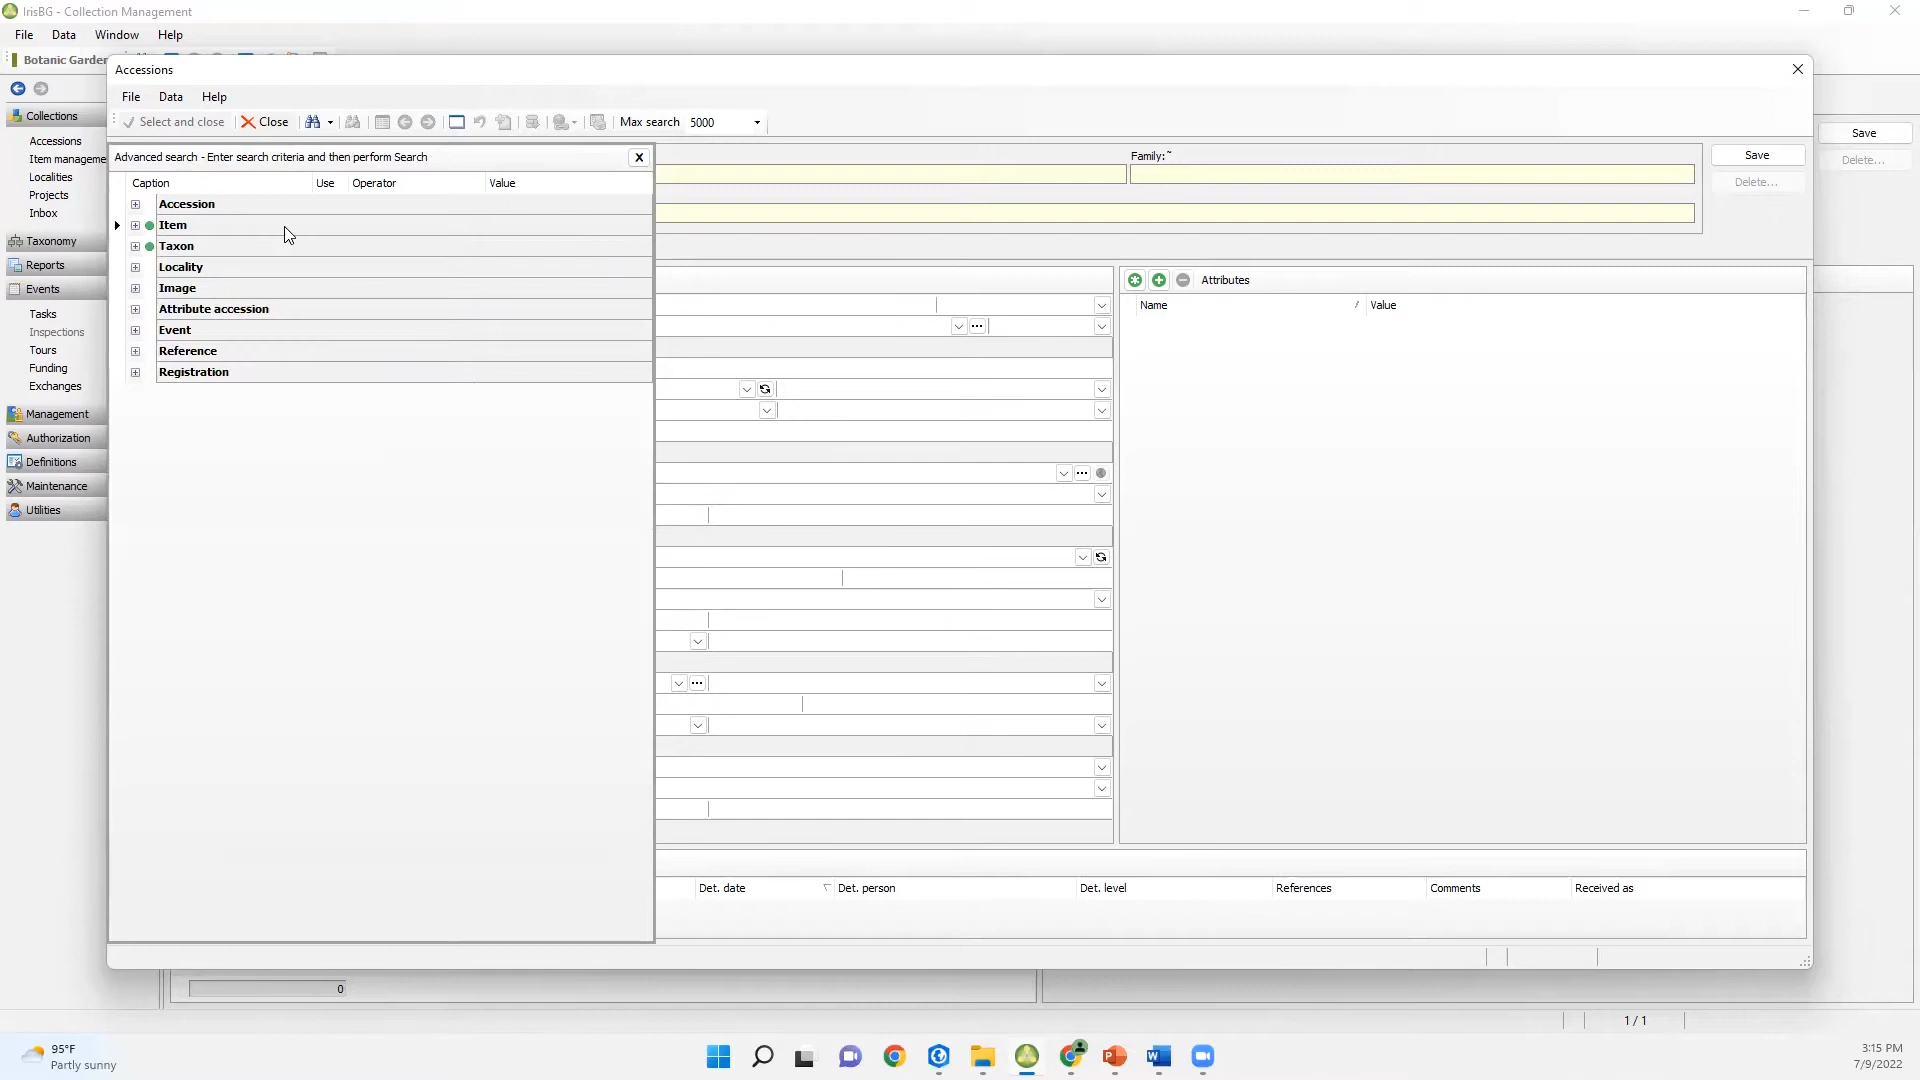 IrisBG - Collection Management
File Data Window Help
Botanic Garden
Accessions
File Data Help
Select and close Close Max search 5000
Advanced search - Enter search criteria and then perform Search
Caption Use Operator Value
Accession
Item
Taxon
Locality
Image
Attribute accession
Event
Reference
Registration
Collections
Accessions
Item manageme
Localities
Projects
Inbox
Taxonomy
Reports
Events
Tasks
Inspections
Tours
Funding
Exchanges
Management
Authorization
Definitions
Maintenance
Utilities
Family:~
Save
Delete...
Save
Delete...
Attributes
Name Value
Det. date Det. person Det. level References Comments Received as
0
1 / 1
95°F
Partly sunny
3:15 PM
7/9/2022